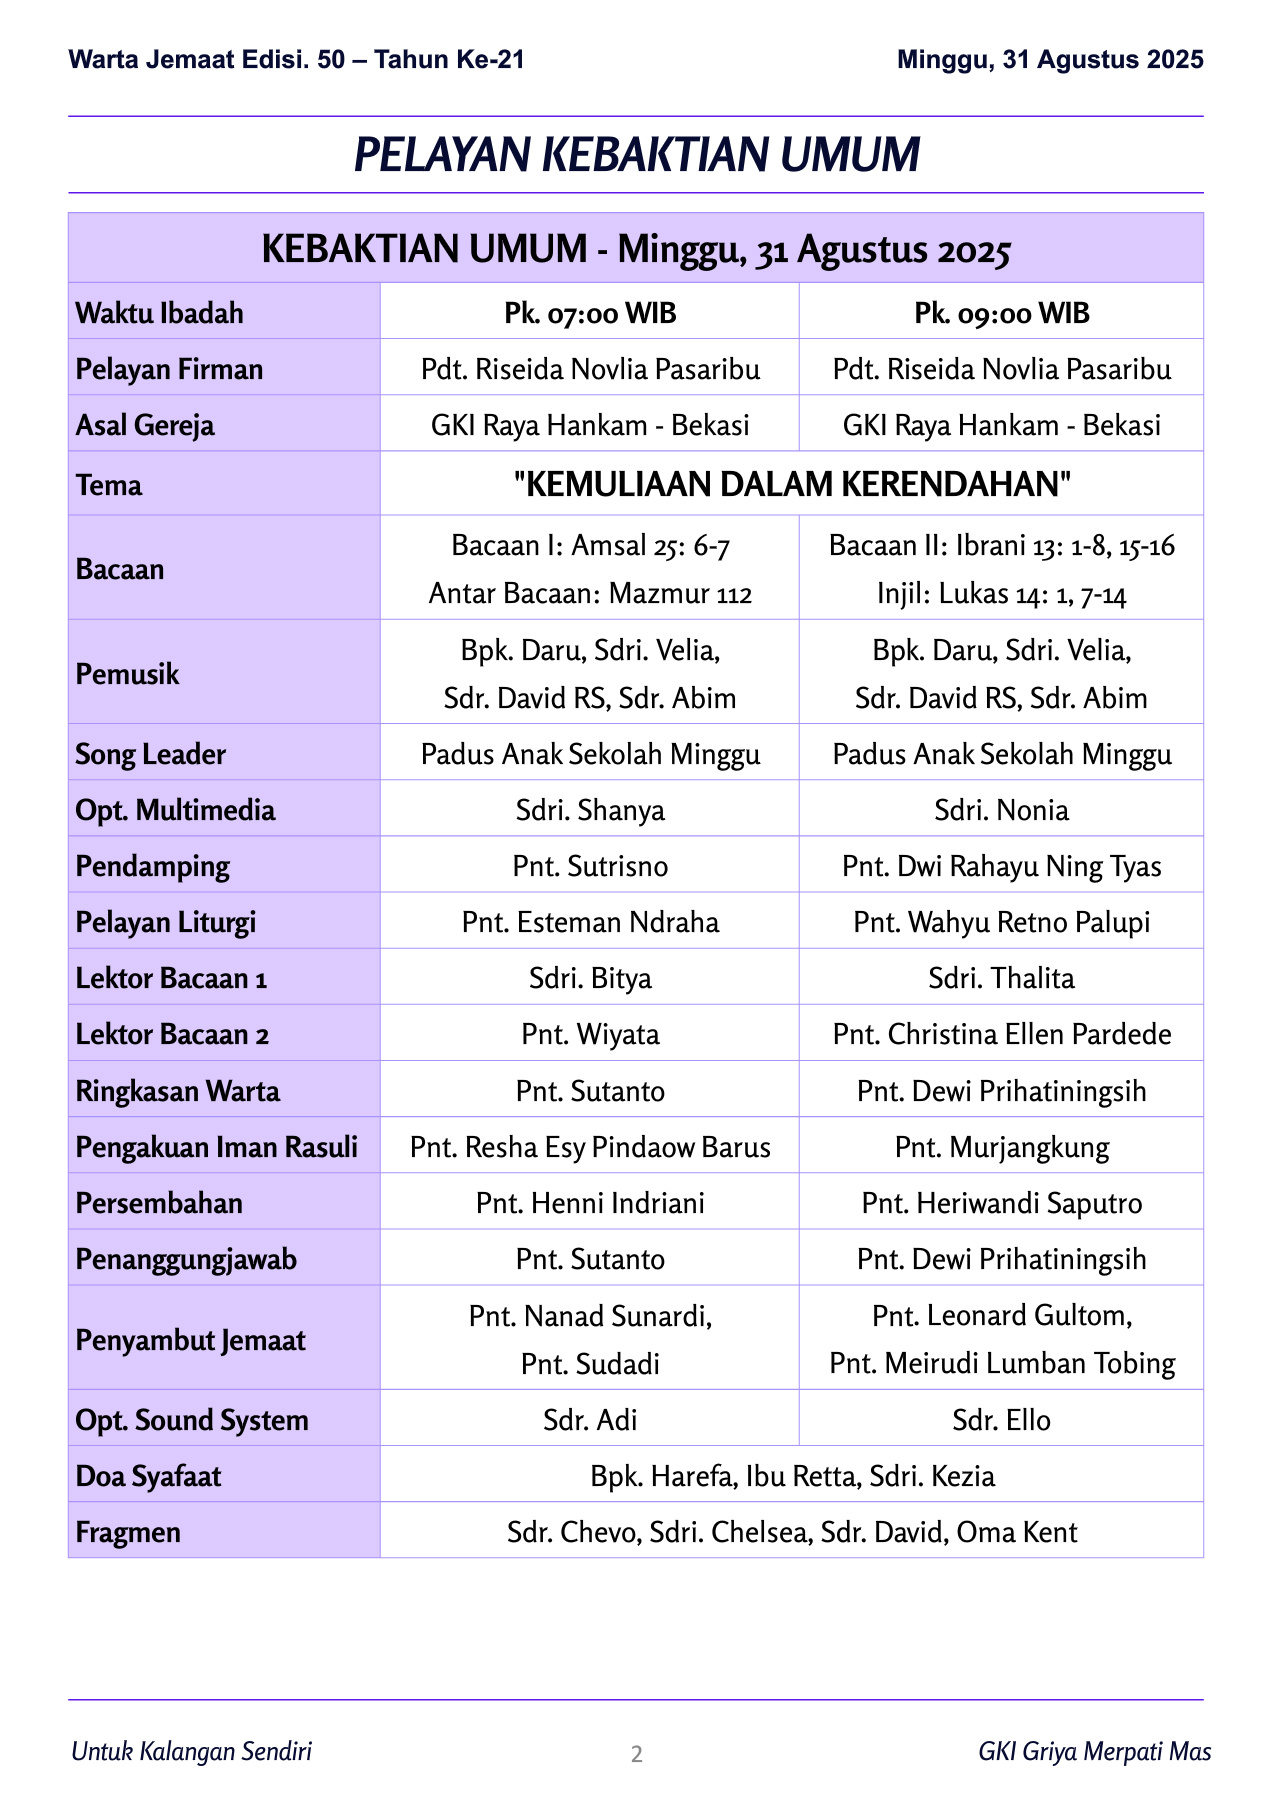 Warta Jemaat Edisi. 50 – Tahun Ke-21 Minggu, 31 Agustus 2025
PELAYAN KEBAKTIAN UMUM
KEBAKTIAN UMUM - Minggu, 31 Agustus 2025
Waktu Ibadah Pk. 07:00 WIB Pk. 09:00 WIB
Pelayan Firman Pdt. Riseida Novlia Pasaribu Pdt. Riseida Novlia Pasaribu
Asal Gereja GKI Raya Hankam - Bekasi GKI Raya Hankam - Bekasi
Tema "KEMULIAAN DALAM KERENDAHAN"
Bacaan
Bacaan I: Amsal 25: 6-7
Antar Bacaan: Mazmur 112
Bacaan II: Ibrani 13: 1-8, 15-16
Injil: Lukas 14: 1, 7-14
Pemusik
Bpk. Daru, Sdri. Velia,
Sdr. David RS, Sdr. Abim
Bpk. Daru, Sdri. Velia,
Sdr. David RS, Sdr. Abim
Song Leader Padus Anak Sekolah Minggu Padus Anak Sekolah Minggu
Opt. Multimedia Sdri. Shanya Sdri. Nonia
Pendamping Pnt. Sutrisno Pnt. Dwi Rahayu Ning Tyas
Pelayan Liturgi Pnt. Esteman Ndraha Pnt. Wahyu Retno Palupi
Lektor Bacaan 1 Sdri. Bitya Sdri. Thalita
Lektor Bacaan 2 Pnt. Wiyata Pnt. Christina Ellen Pardede
Ringkasan Warta Pnt. Sutanto Pnt. Dewi Prihatiningsih
Pengakuan Iman Rasuli Pnt. Resha Esy Pindaow Barus Pnt. Murjangkung
Persembahan Pnt. Henni Indriani Pnt. Heriwandi Saputro
Penanggungjawab Pnt. Sutanto Pnt. Dewi Prihatiningsih
Penyambut Jemaat
Pnt. Nanad Sunardi,
Pnt. Sudadi
Pnt. Leonard Gultom,
Pnt. Meirudi Lumban Tobing
Opt. Sound System Sdr. Adi Sdr. Ello
Doa Syafaat Bpk. Harefa, Ibu Retta, Sdri. Kezia
Fragmen Sdr. Chevo, Sdri. Chelsea, Sdr. David, Oma Kent
Untuk Kalangan Sendiri 2 GKI Griya Merpati Mas